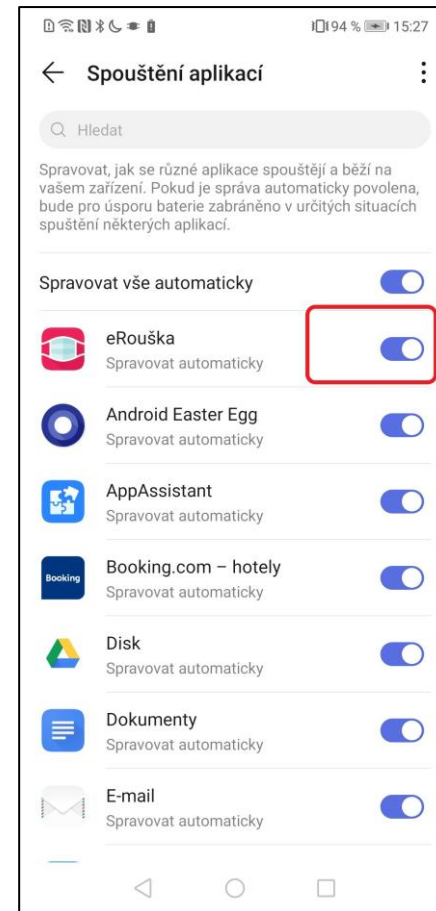 94 % 15:27
Spouštění aplikací
Hledat
Spravovat, jak se různé aplikace spouštějí a běží na
vašem zařízení. Pokud je správa automaticky povolena,
bude pro úsporu baterie zabráněno v určitých situacích
spuštění některých aplikací.
Spravovat vše automaticky
eRouška
Spravovat automaticky
Android Easter Egg
Spravovat automaticky
AppAssistant
Spravovat automaticky
Booking
Booking.com – hotely
Spravovat automaticky
Disk
Spravovat automaticky
Dokumenty
Spravovat automaticky
E-mail
Spravovat automaticky